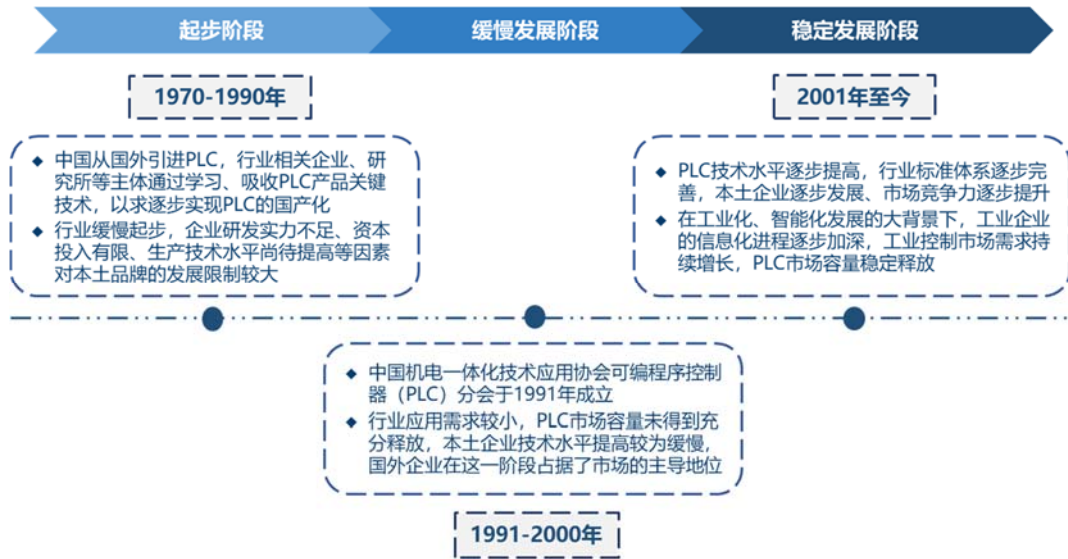 起步阶段
缓慢发展阶段
稳定发展阶段
1970-1990年
中国从国外引进PLC，行业相关企业、研
究所等主体通过学习、吸收PLC产品关键
技术，以求逐步实现PLC的国产化
行业缓慢起步，企业研发实力不足、资本
投入有限、生产技术水平尚待提高等因素
对本土品牌的发展限制较大
2001年至今
PLC技术水平逐步提高，行业标准体系逐步完
善，本土企业逐步发展、市场竞争力逐步提升
在工业化、智能化发展的大背景下，工业企业
的信息化进程逐步加深，工业控制市场需求持
续增长，PLC市场容量稳定释放
中国机电一体化技术应用协会可编程序控制
器（PLC）分会于1991年成立
行业应用需求较小，PLC市场容量未得到充
分释放，本土企业技术水平提高较为缓慢，
国外企业在这一阶段占据了市场的主导地位
1991-2000年